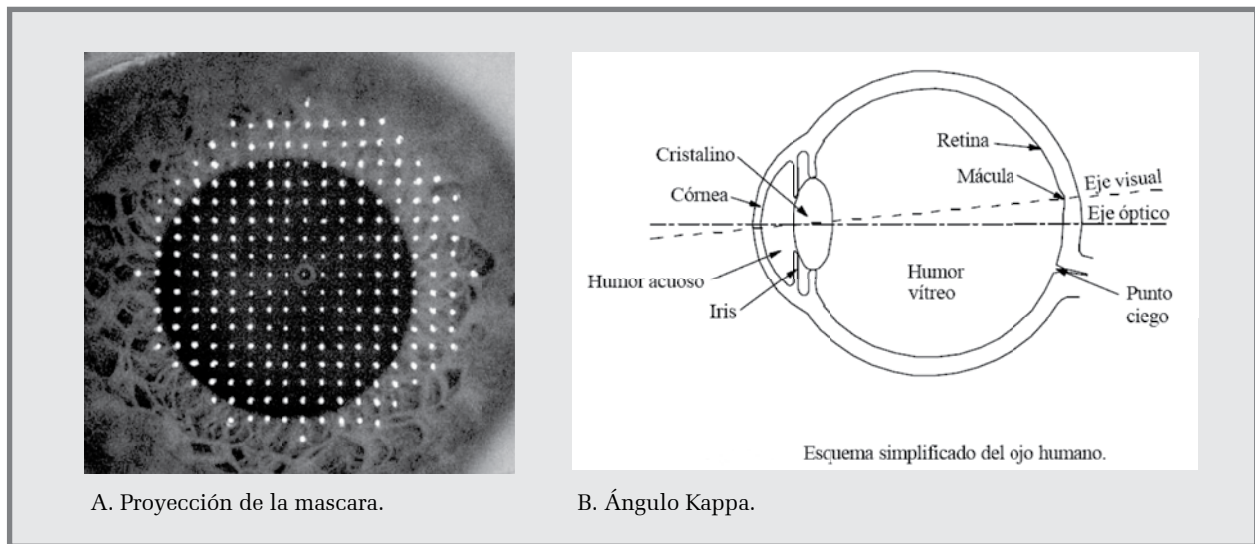 Cristalino
Córnea
Humor acuoso
Iris
Retina
Mácula
Eje visual
Eje óptico
Humor
vítreo
Punto
ciego
Esquema simplificado del ojo humano.
A. Proyección de la mascara.
B. Ángulo Kappa.